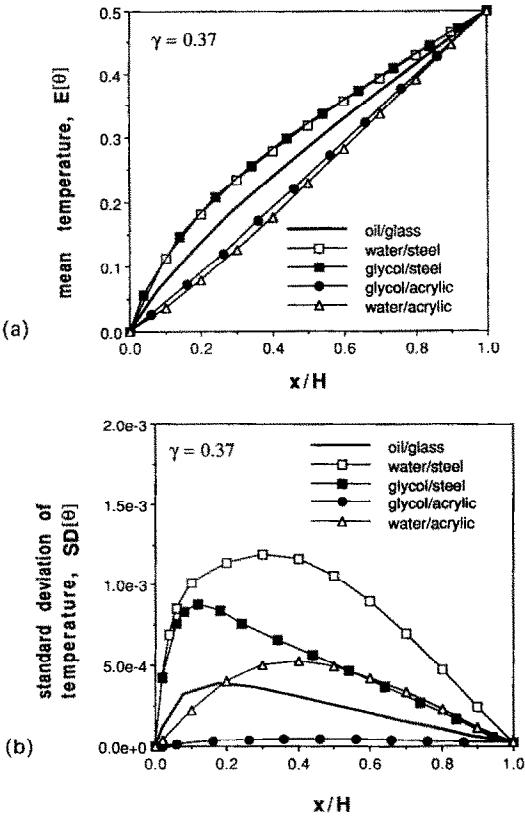 γ = 0.37
0.5
0.4
0.3
0.2
0.1
0.0
mean temperature, E[θ]
oil/glass
water/steel
glycol/steel
glycol/acrylic
water/acrylic
0.0 0.2 0.4 0.6 0.8 1.0
x/H
(a)
γ = 0.37
2.0e-3
1.5e-3
1.0e-3
5.0e-4
0.0e+0
standard deviation of
temperature, SD[θ]
oil/glass
water/steel
glycol/steel
glycol/acrylic
water/acrylic
0.0 0.2 0.4 0.6 0.8 1.0
x/H
(b)